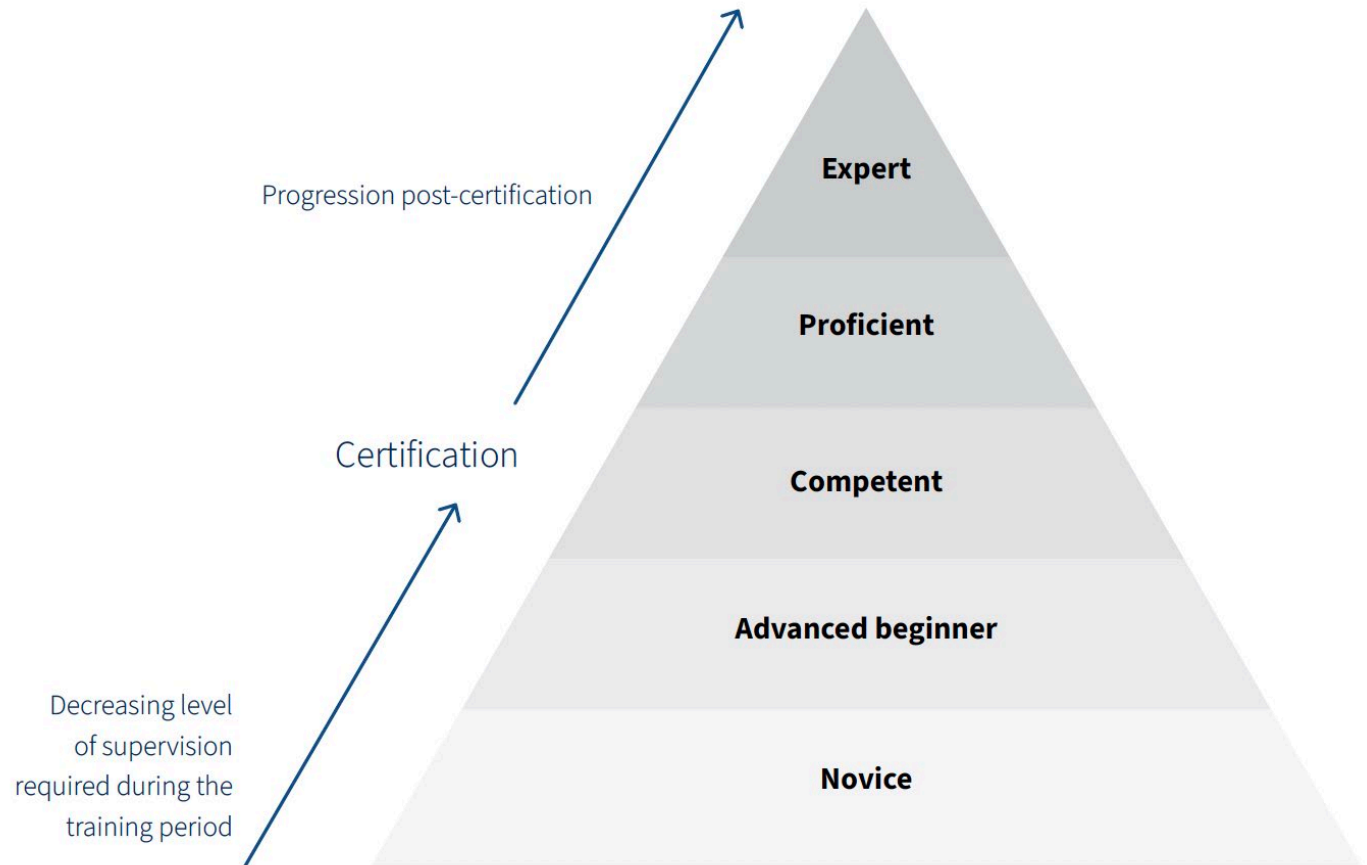 Expert
Progression post-certification
Proficient
Certification
Competent
Advanced beginner
Decreasing level
of supervision
required during the
training period
Novice